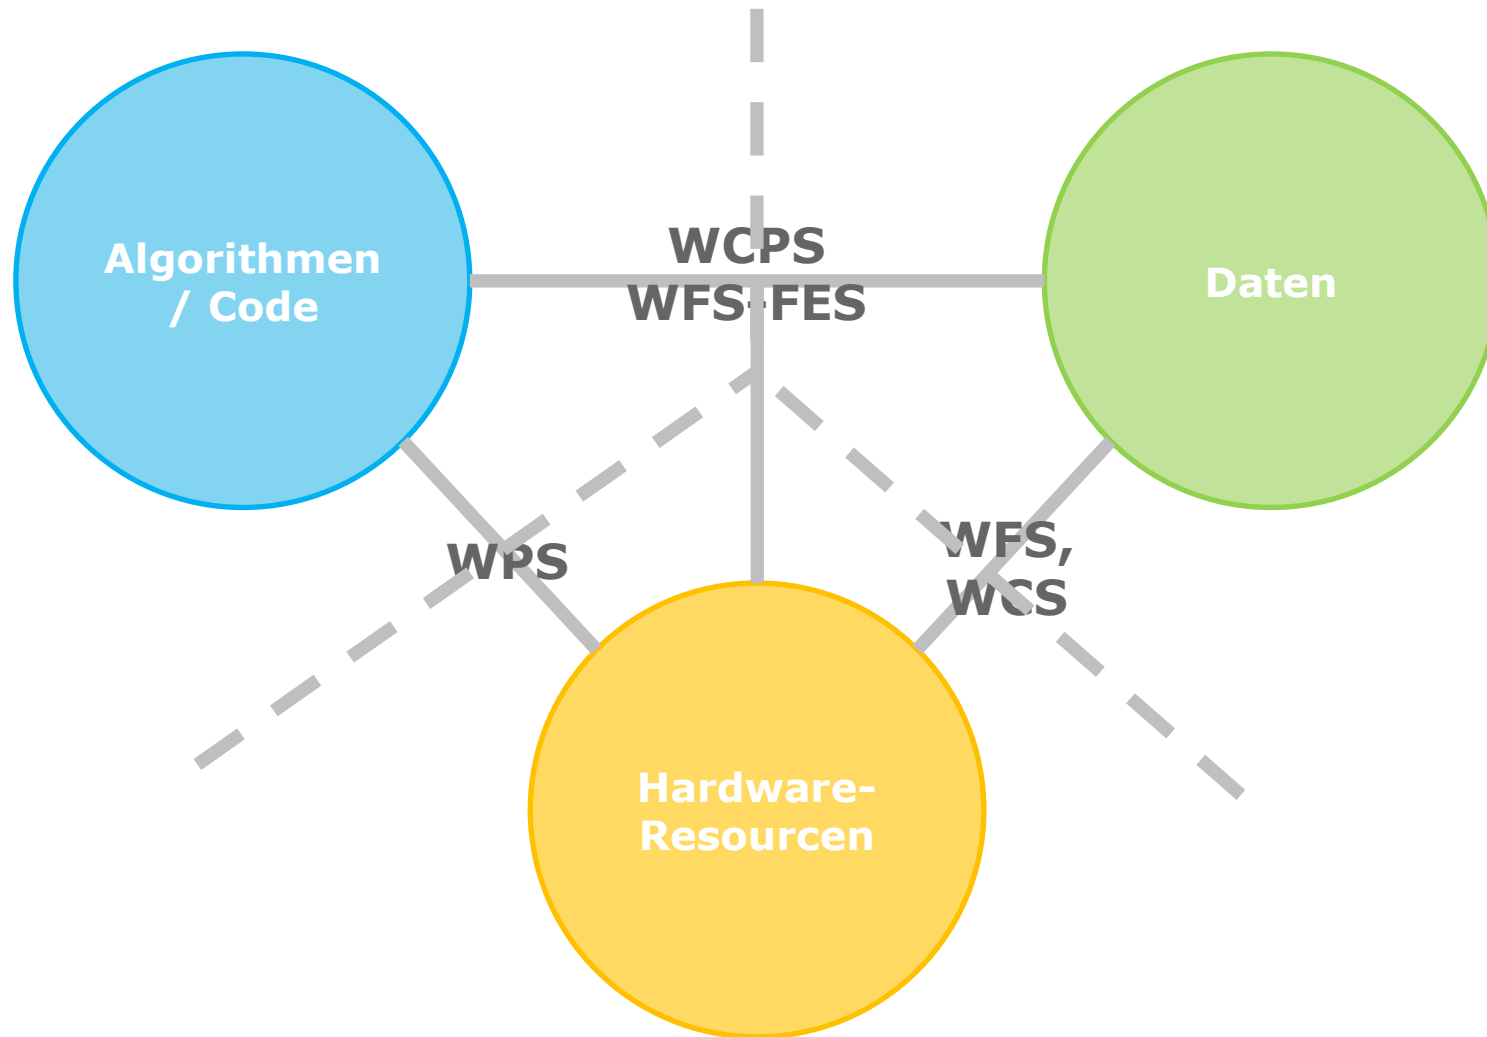 WCPS
WFS-FES
Algorithmen
/ Code
Daten
WPS
WFS,
WCS
Hardware-
Resourcen